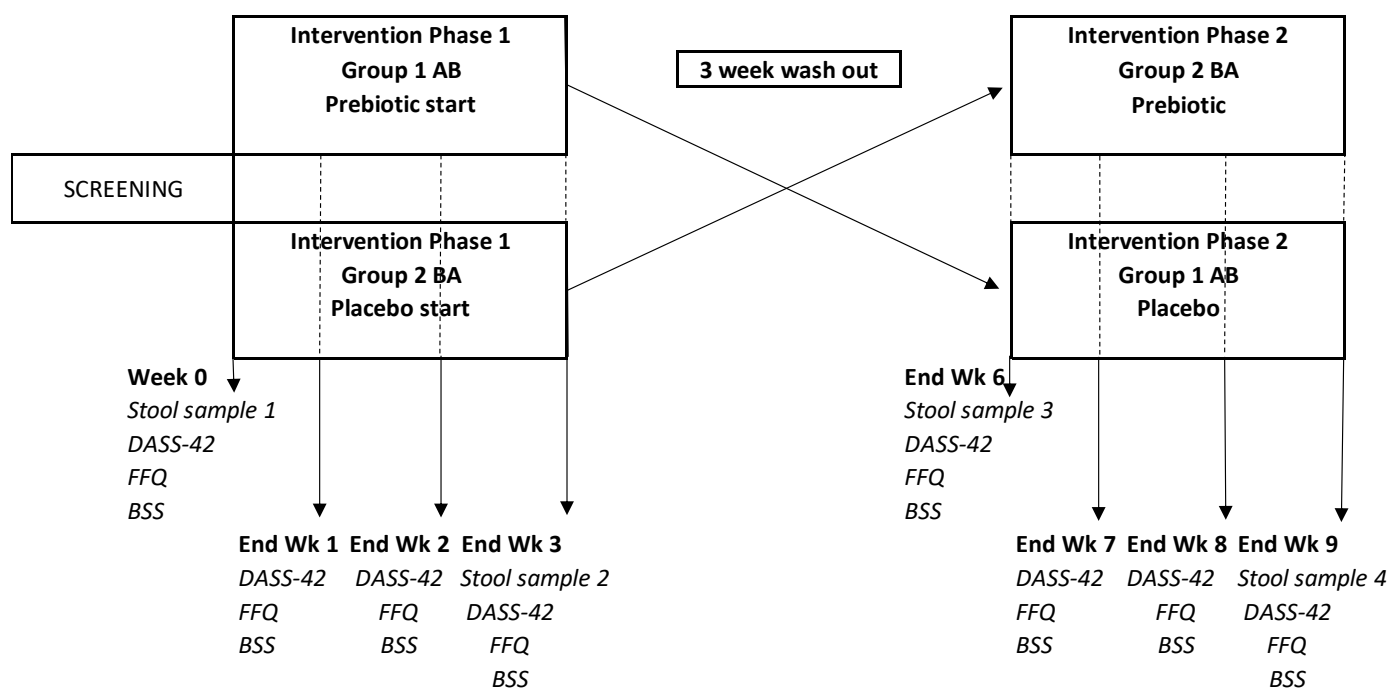 Intervention Phase 1
Group 1 AB
Prebiotic start
3 week wash out
Intervention Phase 2
Group 2 BA
Prebiotic
SCREENING
Intervention Phase 1
Group 2 BA
Placebo start
Intervention Phase 2
Group 1 AB
Placebo
Week 0
Stool sample 1
DASS-42
FFQ
BSS
End Wk 1
DASS-42
FFQ
BSS
End Wk 2
DASS-42
FFQ
BSS
End Wk 3
Stool sample 2
DASS-42
FFQ
BSS
End Wk 6
Stool sample 3
DASS-42
FFQ
BSS
End Wk 7
DASS-42
FFQ
BSS
End Wk 8
DASS-42
FFQ
BSS
End Wk 9
Stool sample 4
DASS-42
FFQ
BSS